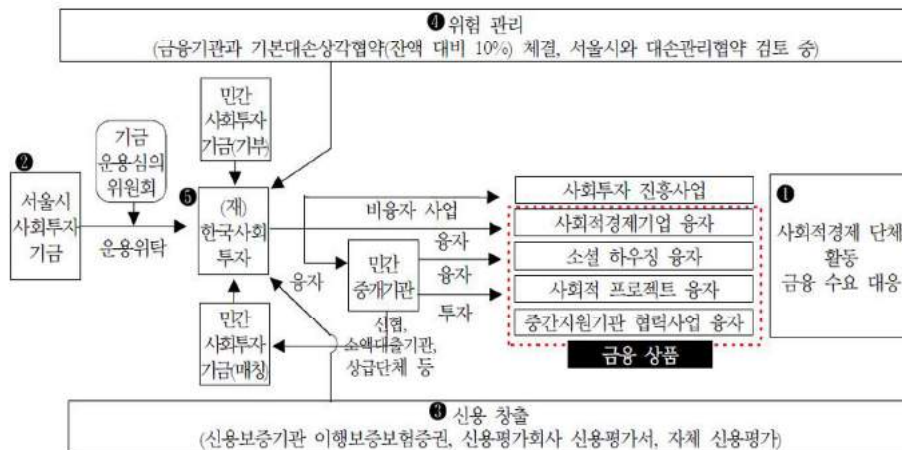 ❹위험 관리
(금융기관과 기본대손상각협약(잔액 대비 10%) 체결, 서울시와 대손관리협약 검토 중)
민간
사회투자
기금(기부)
기금
운용심의
위원회
❷
서울시
사회투자
기금
운용위탁
❺
(재)
한국사회
투자
비융자 사업
융자
융자
융자
투자
민간
중개기관
신협,
소액대출기관,
상급단체 등
민간
사회투자
기금(매칭)
사회투자 진흥사업
사회적경제기업 융자
소셜 하우징 융자
사회적 프로젝트 융자
중간지원기관 협력사업 융자
금융 상품
❶
사회적경제 단체
활동
금융 수요 대응
❸신용 창출
(신용보증기관 이행보증보험증권, 신용평가회사 신용평가서, 자체 신용평가)